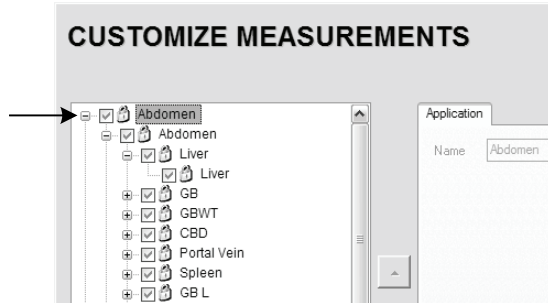 CUSTOMIZE MEASUREMENTS
Abdomen
Abdomen
Liver
Liver
GB
GBWT
CBD
Portal Vein
Spleen
GB L
Application
Name Abdomen